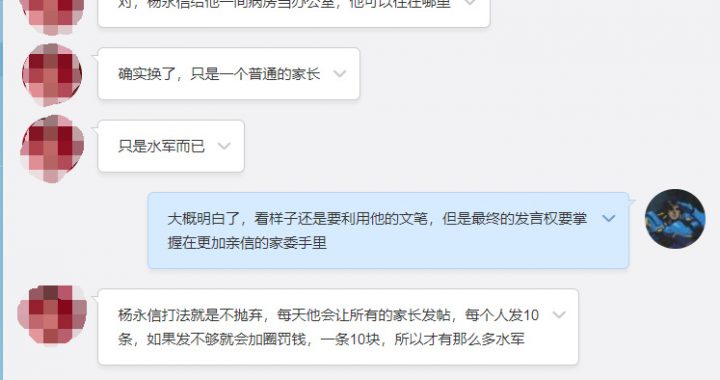 对，杨永信给他一间病房当办公室，他可以住在哪里
确实换了，只是一个普通的家长
只是水军而已
大概明白了，看样子还是要利用他的文笔，但是最终的发言权要掌
握在更加亲信的家委手里
杨永信打法就是不抛弃，每天他会让所有的家长发帖，每个人发10
条，如果发不够就会加圈罚钱，一条10块，所以才有那么多水军